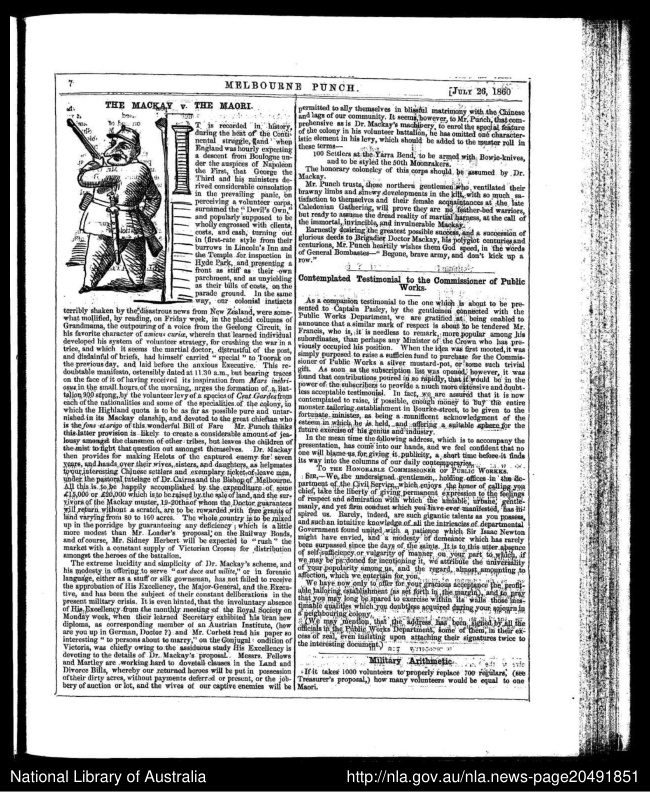 7
MELBOURNE PUNCH.
[JULY 26, 1860
THE MACKAY v. THE MAORI.
IT is recorded in history,
during the heat of the Conti-
nental struggle, and when
England was hourly expecting
a descent from Boulogne un-
der the auspices of Napoleon
the First, that George the
Third and his ministers de-
rived considerable consolation
in the prevailing panic, on
perceiving a volunteer corps,
surnamed the "Devil's Own,"
and popularly supposed to be
wholly engrossed with clients,
costs, and cash, turning out
in first-rate style from their
burrows in Lincoln's Inn and
the Temple for inspection in
Hyde Park, and presenting a
front as stiff as their own
parchment, and as unyielding
as their bills of costs, on the
parade ground. In the same
way, our colonial instincts
terribly shaken by the disastrous news from New Zealand, were some-
what mollified, by reading, on Friday week, in the placid columns of
Grandmama, the outpouring of a voice from the Geelong Circuit, in
his favorite character of amicus curiæ, wherein that learned individual
developed his system of volunteer strategy, for crushing the war in a
trice, and which it seems the martial doctor, distrustful of the post,
and disdainful of briefs, had himself carried "special" to Toorak on
the previous day, and laid before the anxious Executive. This re-
doubtable manifesto, ostensibly dated at 11.30 a.m., but bearing traces
on the face of it of having received its inspiration from Mars
in the small hours of the morning, urges the formation of a Bat-
talion 900 strong, by the volunteer levy of a species of Cent Gardes from
each of the nationalities and some of the specialities of the colony, in
which the Highland quota is to be as far as possible pure and untar-
nished in its Mackay clanship, and devoted to the great chieftain who
is the fons et origo of this wonderful Bill of Fare. Mr. Punch thinks
this latter provision is likely to create a considerable amount of jea-
lousy amongst the clansmen of other tribes, but leaves the children of
the mist to fight that question out amongst themselves. Dr. Mackay
then provides for making Helots of the captured enemy for seven
years, and hands over their wives, sisters, and daughters, as helpmates
to our interesting Chinese settlers and exemplary ticket-of-leave men,
under the pastoral tutelage of Dr. Cairns and the Bishop of Melbourne.
All this is to be happily accomplished by the expenditure of some
£15,000 or £20,000 which is to be raised by the sale of land, and the sur-
vivors of the Mackay muster, 19-20ths of whom the Doctor guarantees
will return without a scratch, are to be rewarded with free grants of
land varying from 80 to 160 acres. The whole country is to be mixed
up in the porridge by guaranteeing any deficiency; which is a little
more modest than Mr. Loader's proposal on the Railway Bonds,
and of course, Mr. Sidney Herbert will be expected to "rush" the
market with a constant supply of Victorian Crosses for distribution
amongst the heroes of the battalion.
The extreme lucidity and simplicity of Dr. Mackay's scheme, and
his modesty in offering to serve "aut duce aut milite," or in forensic
language, either as a stuff or silk gownsman, has not failed to receive
the approbation of His Excellency, the Major-General, and the Execu-
tive, and has been the subject of their constant deliberations in the
present military crisis. It is even hinted, that the involuntary absence
of His Excellency from the monthly meeting of the Royal Society on
Monday week, when their learned Secretary exhibited his bran new
diploma, as corresponding member of an Austrian Institute, (how
are you up in German, Doctor?) and Mr. Corbett read his paper so
interesting "to persons about to marry," on the Conjugal condition of
Victoria, was chiefly owing to the assiduous study His Excellency is
devoting to the details of Dr. Mackay's proposal. Messrs. Fellows
and Martley are working hard to dovetail clauses in the Land and
Divorce Bills, whereby our returned heroes will be put in possession
of their dirty acres, without payments deferred or present, or the job-
bery of auction or lot, and the wives of our captive enemies will be
permitted to ally themselves in blissful matrimony with the Chinese
and lags of our community. It seems, however, to Mr. Punch, that com-
prehensive as is Dr. Mackay's machinery, to enrol the special feature
of the colony in his volunteer battalion, he has omitted one character-
istic element in his levy, which should be added to the muster roll in
these terms—
100 Settlers at the Yarra Bend, to be armed with Bowie-knives,
and to be styled the 50th Moonrakers.
The honorary colonelcy of this corps should be assumed by Dr.
Mackay.
Mr. Punch trusts, those northern gentlemen who ventilated their
brawny limbs and sinewy developments in the kilt, with so much sa-
tisfaction to themselves and their female acquaintances at the late
Caledonian Gathering, will prove they are no feather-bed warriors,
but ready to assume the dread reality of martial harness, at the call of
the immortal, invincible, and invulnerable Mackay.
Earnestly desiring the greatest possible success, and a succession of
glorious deeds to Brigadier Doctor Mackay, his polyglot centuries and
centurions, Mr. Punch heartily wishes them God speed, in the words
of General Bombastes—"Begone, brave army, and don't kick up a
row."
Contemplated Testimonial to the Commissioner of Public
Works.
As a companion testimonial to the one which is about to be pre-
sented to Captain Pasley, by the gentlemen connected with the
Public Works Department, we are gratified at being enabled to
announce that a similar mark of respect is about to be tendered Mr.
Francis, who is, it is needless to remark, more popular among his
subordinates, than perhaps any Minister of the Crown who has pre-
viously occupied his position. When the idea was first mooted, it was
simply purposed to raise a sufficient fund to purchase for the Commis-
sioner of Public Works a silver mustard-pot, or some such trivial
gift. As soon as the subscription list was opened, however, it was
found that contributions poured in so rapidly, that it would be in the
power of the subscribers to provide a much more extensive and doubt-
less acceptable testimonial. In fact, we are assured that it is now
contemplated to raise, if possible, enough money to buy the entire
monster tailoring establishment in Bourke-street, to be given to the
fortunate minister, as being a munificent acknowledgment of the
esteem in which he is held, and offering a suitable sphere for the
future exercise of his genius and industry.
In the mean time the following address, which is to accompany the
presentation, has come into our hands, and we feel confident that no
one will blame us for giving it publicity, a short time before it finds
its way into the columns of our daily contemporaries.
TO THE HONORABLE COMMISSIONER OF PUBLIC WORKS.
SIR,—We, the undersigned gentlemen, holding offices in the de-
partment of the Civil Service, which enjoys the honor of calling you
chief, take the liberty of giving permanent expression to the feelings
of respect and admiration with which the amiable, urbane, gentle-
manly, and yet firm conduct which you have ever manifested, has in-
spired us. Rarely, indeed, are such gigantic talents as you possess,
and such an intuitive knowledge of all the intricacies of departmental
Government found united with a patience which Sir Isaac Newton
might have envied, and a modesty of demeanor which has rarely
been surpassed since the days of the saints. It is to this utter absence
of self-sufficiency or vulgarity of manner on your part to which, if
we may be pardoned for mentioning it, we attribute the universality
of your popularity among us, and the regard, almost amounting to
affection, which we entertain for you.
We have now only to offer for your gracious acceptance the profit-
able tailoring establishment (as set forth in the margin), and to pray
that you may long be spared to exercise within its walls those ines-
timable qualities which you doubtless acquired during your sojourn in
a neighbouring colony.
[We may mention, that the address has been signed by all the
officials in the Public Works Department, some of them, in their ex-
cess of zeal, even insisting upon attaching their signatures twice to
the interesting document.]
Military Arithmetic
If it takes 1000 volunteers to properly replace 700 regulars, (see
Treasurer's proposal,) how many volunteers would be equal to one
Maori.
National Library of Australia
http://nla.gov.au/nla.news-page20491851